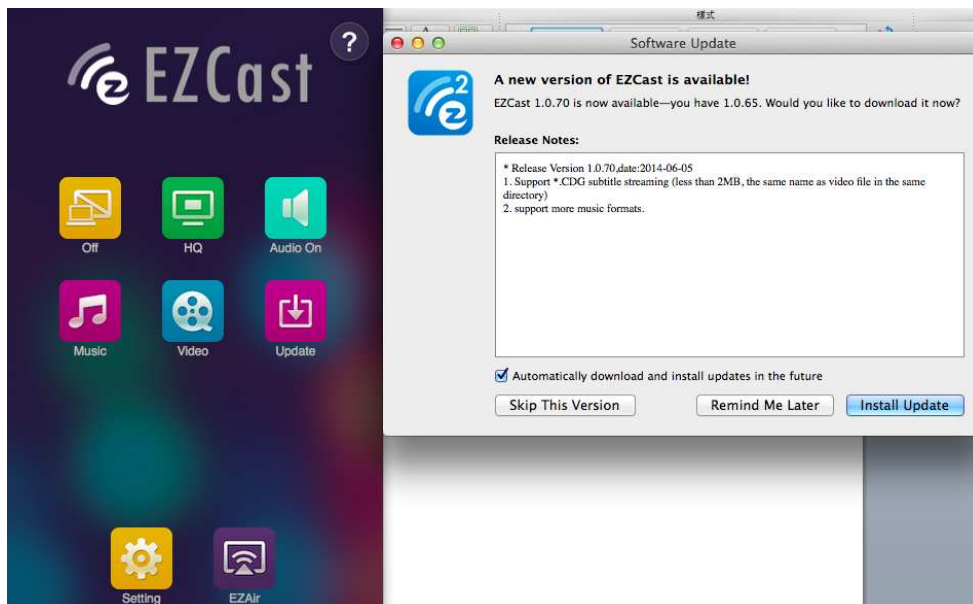 EZCast
?
Off
HQ
Audio On
Music
Video
Update
Setting
EZAir
樣式
Software Update
A new version of EZCast is available!
EZCast 1.0.70 is now available—you have 1.0.65. Would you like to download it now?
Release Notes:
* Release Version 1.0.70,date:2014-06-05
1. Support *.CDG subtitle streaming (less than 2MB, the same name as video file in the same
directory)
2. support more music formats.
Automatically download and install updates in the future
Skip This Version
Remind Me Later
Install Update